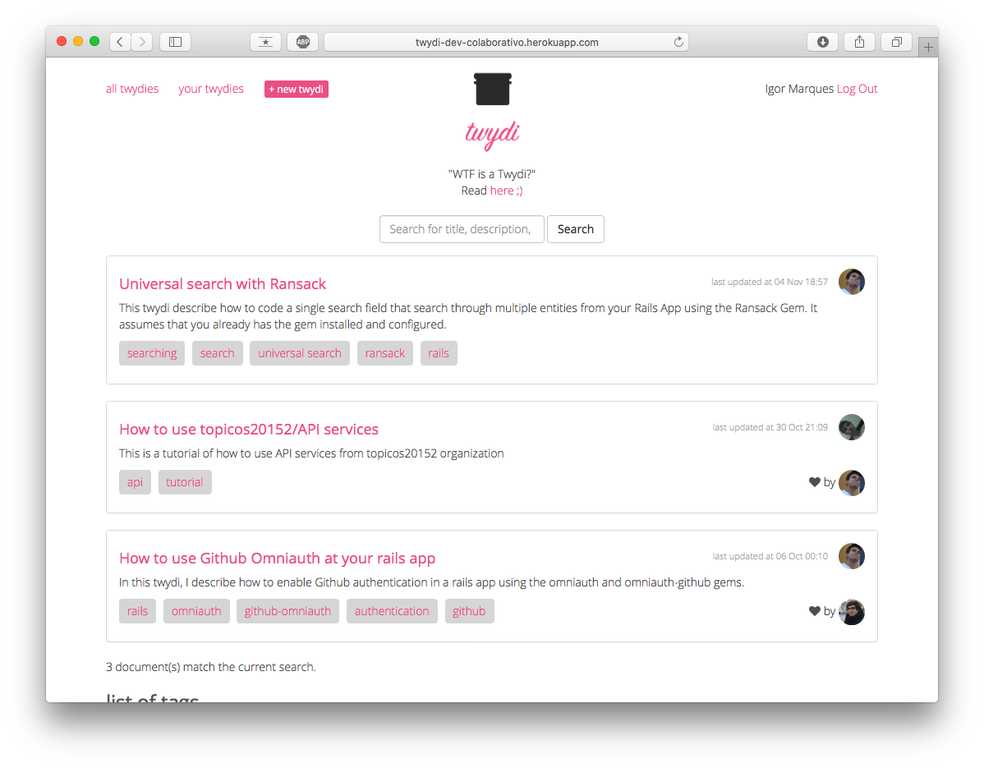 ABP
twydi-dev-colaborativo.herokuapp.com
all twydies your twydies + new twydi
Igor Marques Log Out
twydi
"WTF is a Twydi?"
Read here ;)
Search for title, description, Search
Universal search with Ransack last updated at 04 Nov 18:57
This twydi describe how to code a single search field that search through multiple entities from your Rails App using the Ransack Gem. It
assumes that you already has the gem installed and configured.
searching search universal search ransack rails
How to use topicos20152/API services last updated at 30 Oct 21:09
This is a tutorial of how to use API services from topicos20152 organization
api tutorial by
How to use Github Omniauth at your rails app last updated at 06 Oct 00:10
In this twydi, I describe how to enable Github authentication in a rails app using the omniauth and omniauth-github gems.
rails omniauth github-omniauth authentication github by
3 document(s) match the current search.
list of tags